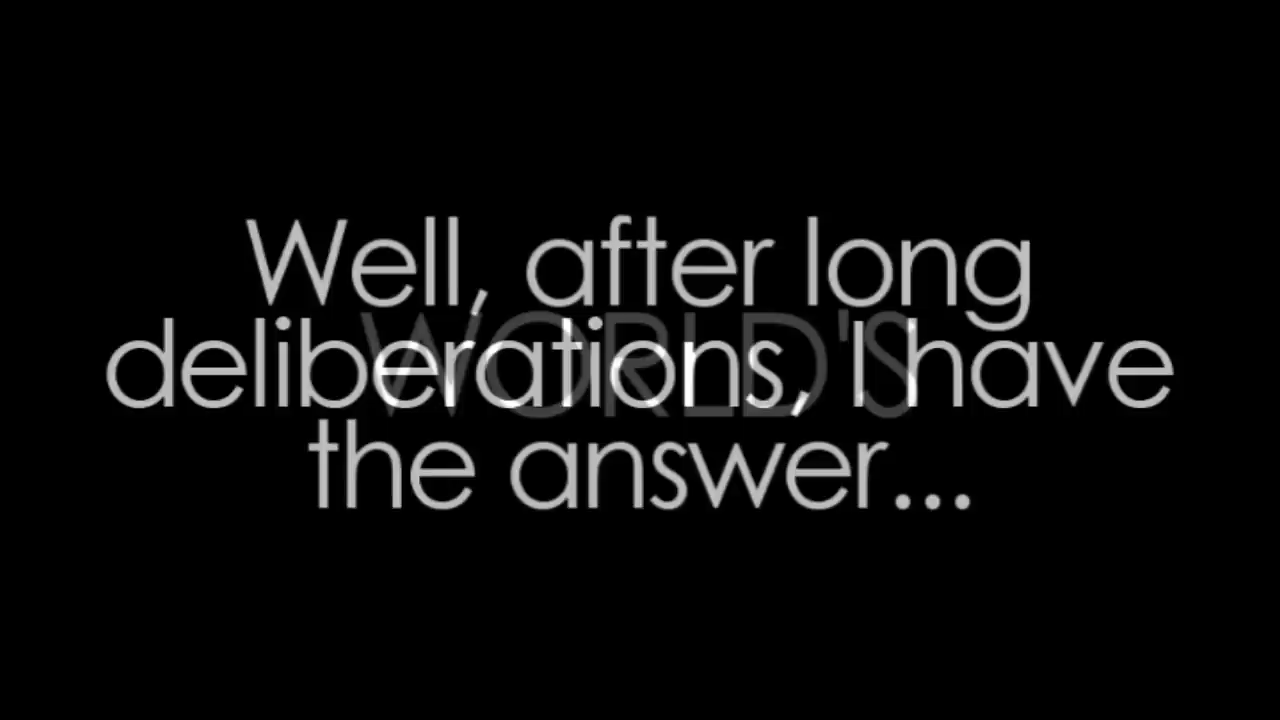 Well, after long
deliberations, I have
the answer...
WORLD'S